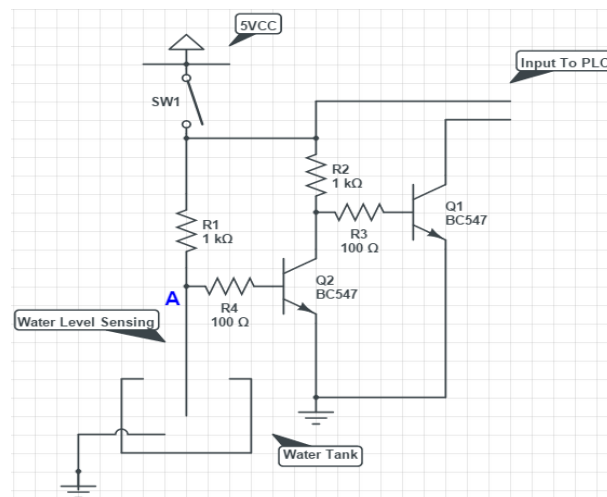 5VCC
Input To PLC
SW1
R2
1 kΩ
R1
1 kΩ
Q1
BC547
R3
100 Ω
A
Q2
BC547
R4
100 Ω
Water Level Sensing
Water Tank